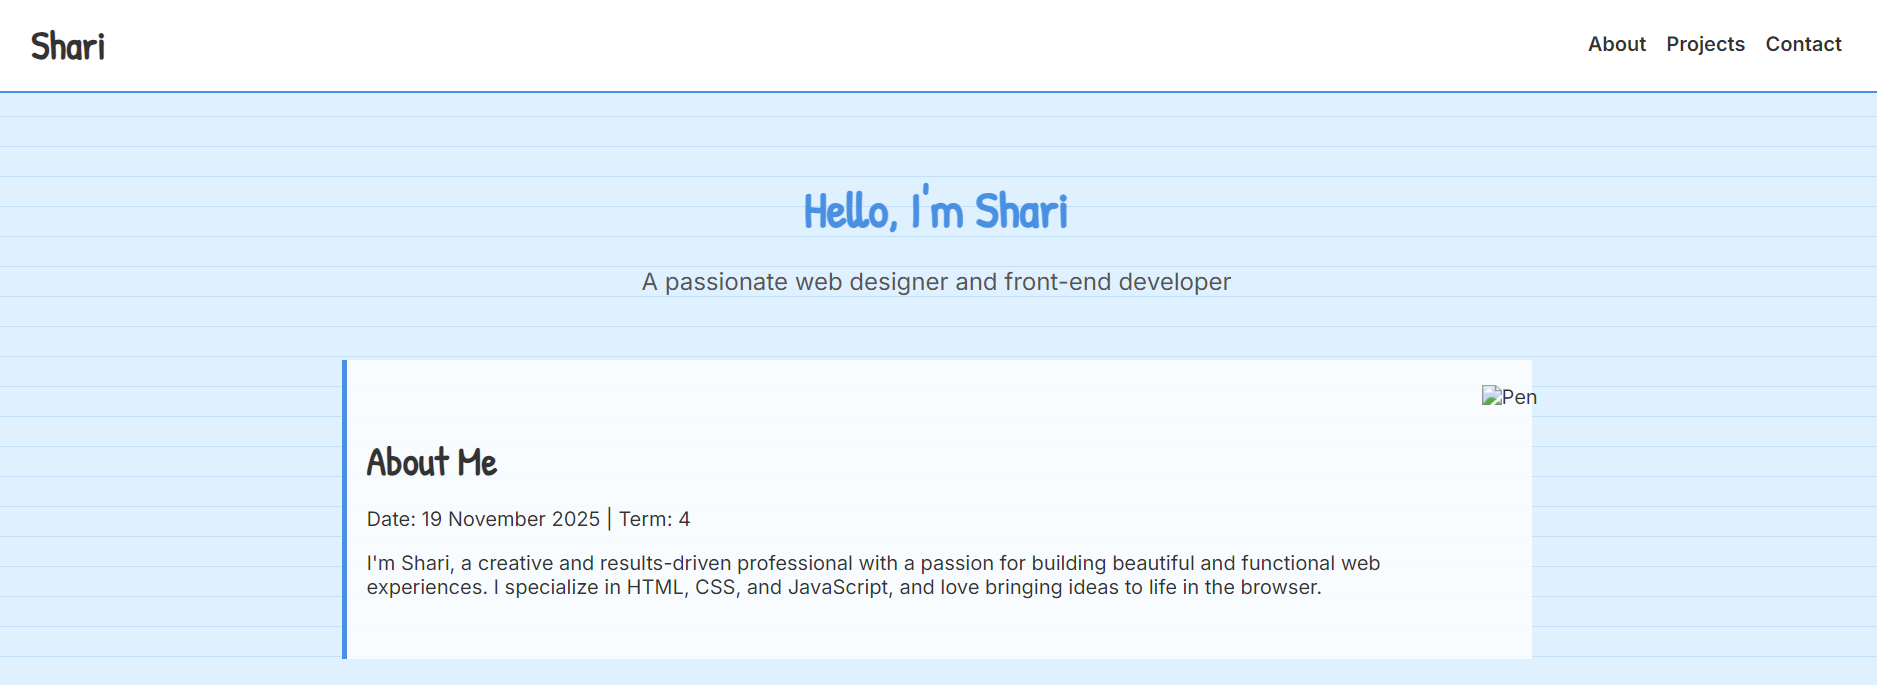 Shari
About Projects Contact
Hello, I'm Shari
A passionate web designer and front-end developer
Pen
About Me
Date: 19 November 2025 | Term: 4
I'm Shari, a creative and results-driven professional with a passion for building beautiful and functional web
experiences. I specialize in HTML, CSS, and JavaScript, and love bringing ideas to life in the browser.